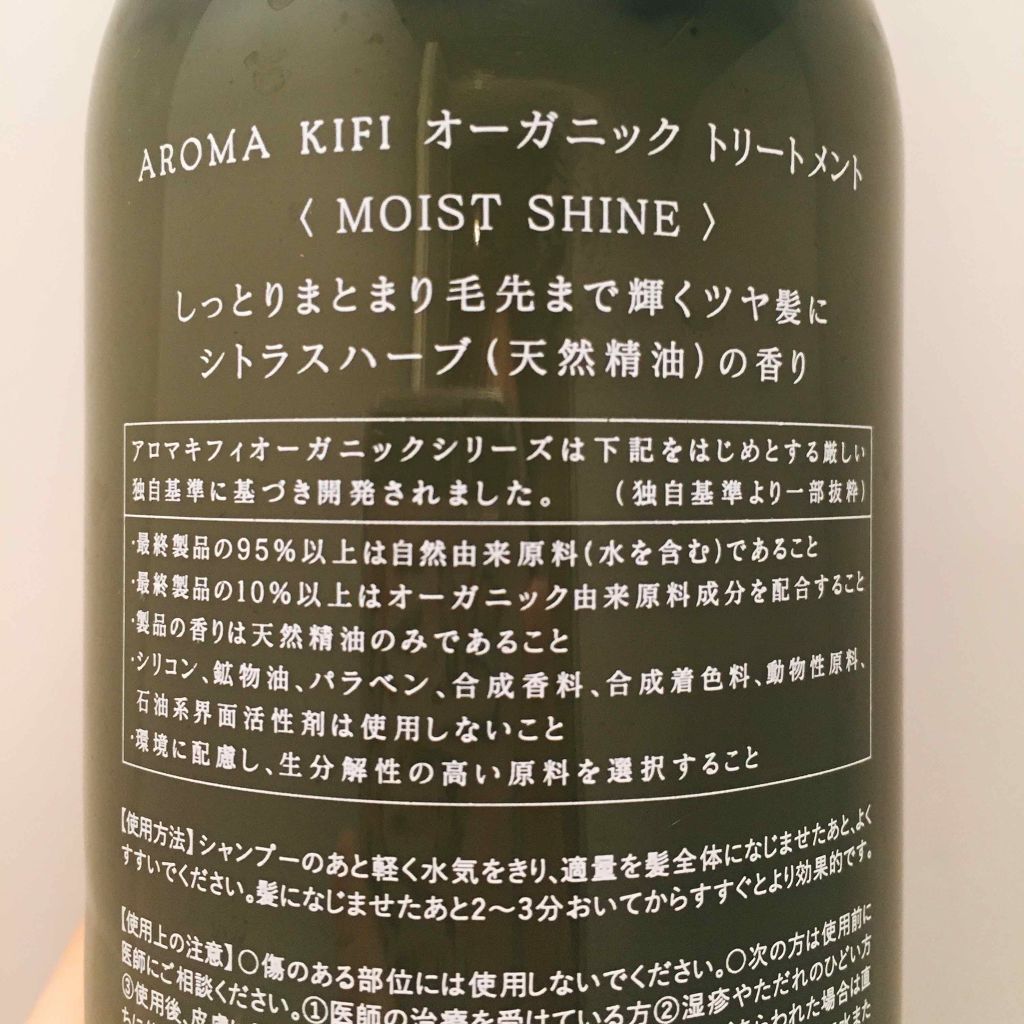 AROMA KIFI オーガニック トリートメント
〈 MOIST SHINE 〉
しっとりまとまり毛先まで輝くツヤ髪に
シトラスハーブ(天然精油)の香り
アロマキフィオーガニックシリーズは下記をはじめとする厳しい
独自基準に基づき開発されました。 (独自基準より一部抜粋)
・最終製品の95%以上は自然由来原料(水を含む)であること
・最終製品の10%以上はオーガニック由来原料成分を配合すること
・製品の香りは天然精油のみであること
・シリコン、鉱物油、パラベン、合成香料、合成着色料、動物性原料、
石油系界面活性剤は使用しないこと
・環境に配慮し、生分解性の高い原料を選択すること
【使用方法】シャンプーのあと軽く水気をきり、適量を髪全体になじませたあと、よく
すすいでください。髪になじませたあと2〜3分おいてからすすぐとより効果的です。
【使用上の注意】○傷のある部位には使用しないでください。○次の方は使用前に
医師にご相談ください。①医師の治療を受けている方②湿疹やただれのひどい方
③使用後、皮膚に
あらわれた場合は直